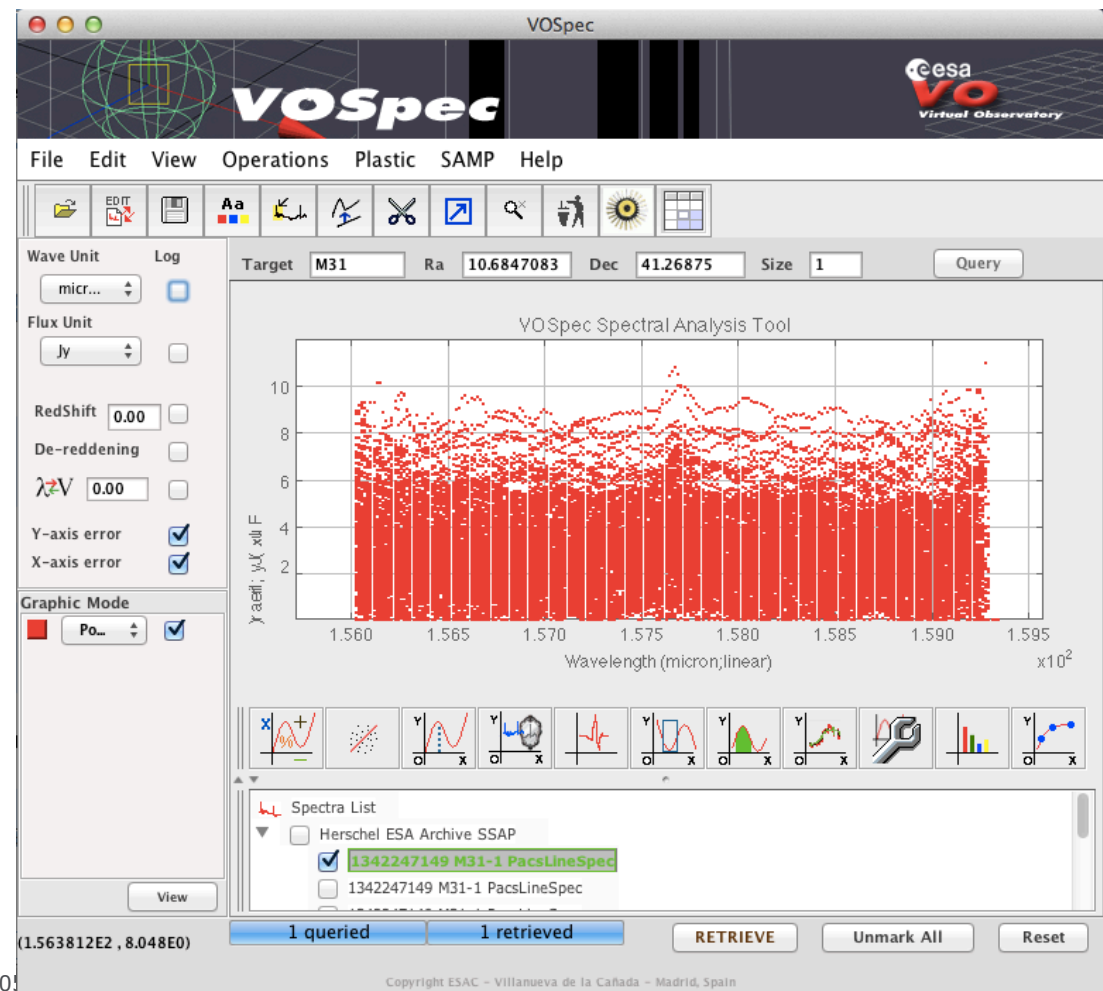 VOSpec
VOSpec
esa
VO
Virtual Observatory
File Edit View Operations Plastic SAMP Help
EDIT
Aa
Wave Unit Log
micr...
Flux Unit
Jy
RedShift 0.00
De-reddening
λ⇄V 0.00
Y-axis error
X-axis error
Graphic Mode
Po...
View
Target M31 Ra 10.6847083 Dec 41.26875 Size 1 Query
VOSpec Spectral Analysis Tool
10
8
6
4
2
1.560 1.565 1.570 1.575 1.580 1.585 1.590 1.595
Wavelength (micron;linear) x10²
X + % −
Y O X
Y O X
Y O X
Y O X
Y O X
Y O X
Spectra List
Herschel ESA Archive SSAP
1342247149 M31-1 PacsLineSpec
1342247149 M31-1 PacsLineSpec
(1.563812E2 , 8.048E0)
1 queried 1 retrieved RETRIEVE Unmark All Reset
Copyright ESAC - Villanueva de la Cañada - Madrid, Spain